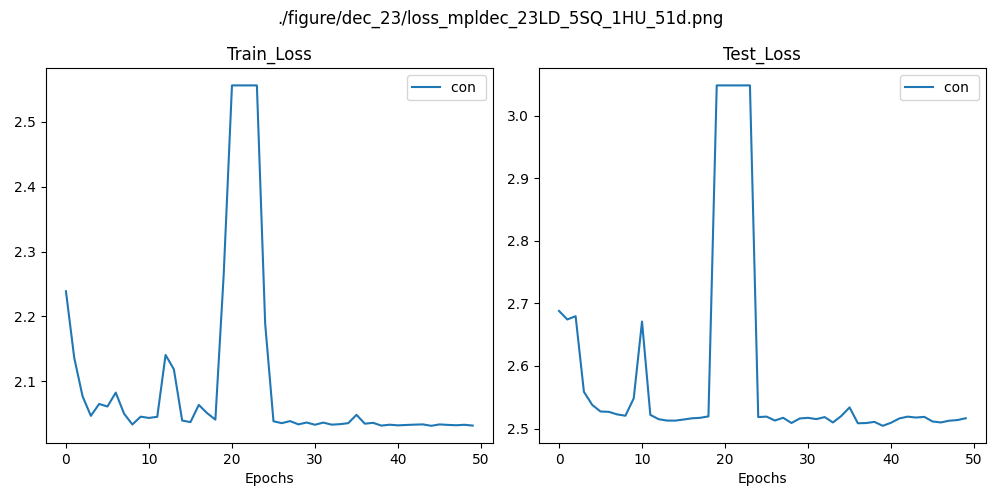 ./figure/dec_23/loss_mpldec_23LD_5SQ_1HU_51d.png
Train_Loss
con
2.5
2.4
2.3
2.2
2.1
0 10 20 30 40 50
Epochs
Test_Loss
con
3.0
2.9
2.8
2.7
2.6
2.5
0 10 20 30 40 50
Epochs